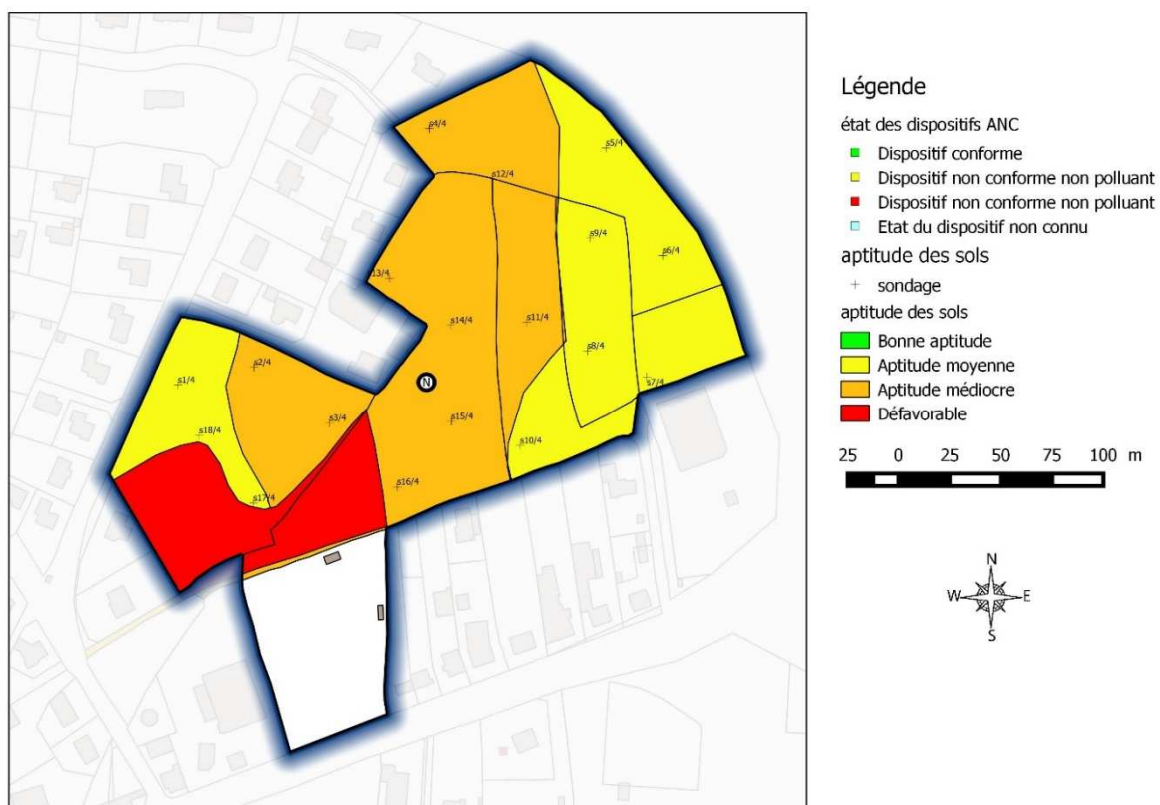 s4/4
s5/4
s12/4
s9/4
s6/4
13/4
s14/4
s11/4
s8/4
s2/4
s1/4
s7/4
N
s3/4
s15/4
s18/4
s10/4
s17/4
s16/4
Légende
état des dispositifs ANC
Dispositif conforme
Dispositif non conforme non polluant
Dispositif non conforme non polluant
Etat du dispositif non connu
aptitude des sols
sondage
aptitude des sols
Bonne aptitude
Aptitude moyenne
Aptitude médiocre
Défavorable
25 0 25 50 75 100 m
N
W E
S